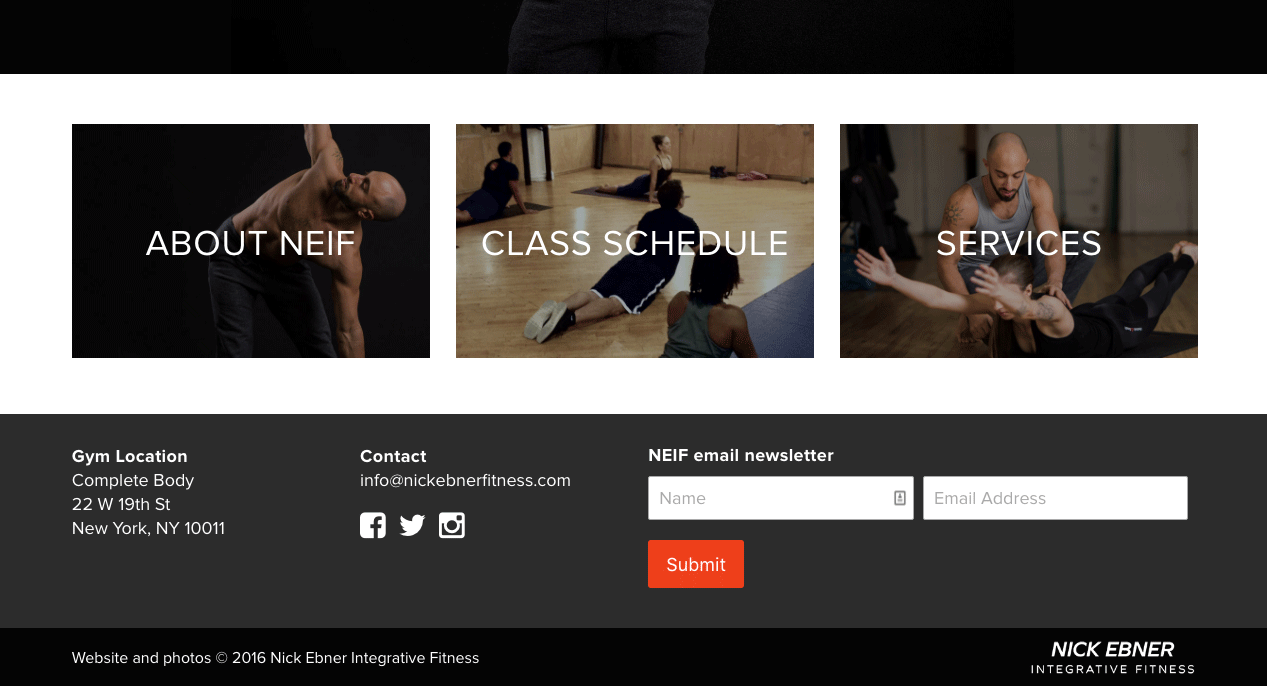 ABOUT NEIF
CLASS SCHEDULE
SERVICES
Gym Location
Complete Body
22 W 19th St
New York, NY 10011
Contact
info@nickebnerfitness.com
NEIF email newsletter
Name
Email Address
Submit
Website and photos © 2016 Nick Ebner Integrative Fitness
NICK EBNER
INTEGRATIVE FITNESS